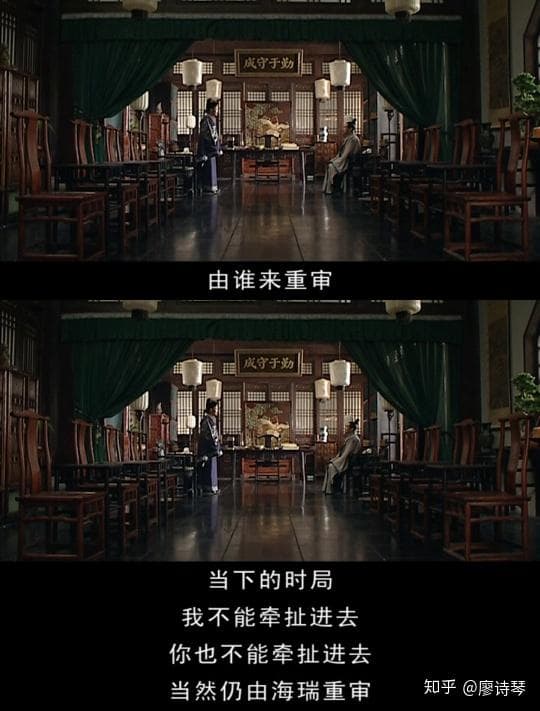 成守于勤
由谁来重审
成守于勤
当下的时局
我不能牵扯进去
你也不能牵扯进去
当然仍由海瑞重审
知乎 @廖诗琴